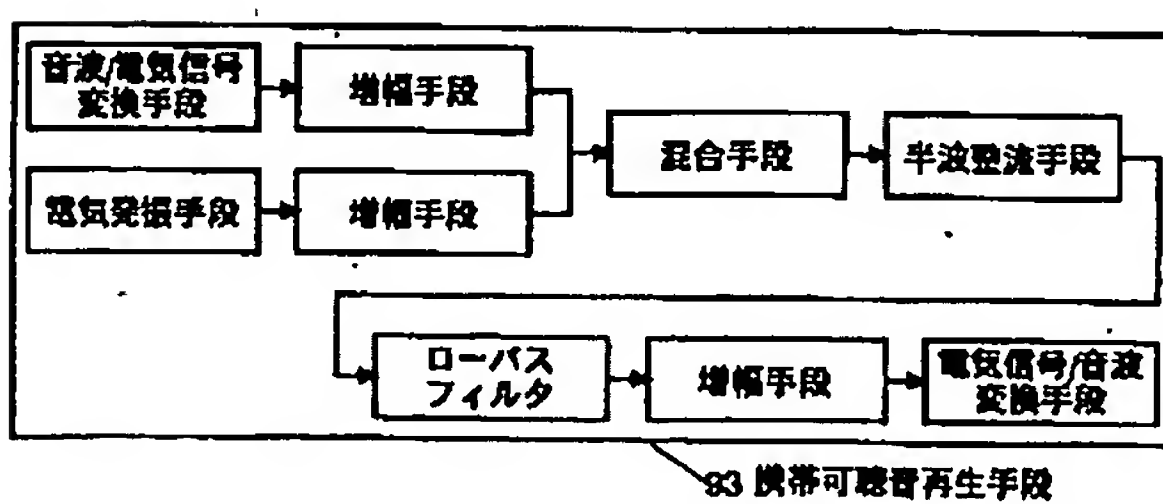 音波/電気信号
変換手段
増幅手段
混合手段
半波整流手段
電気発振手段
増幅手段
ローパス
フィルタ
増幅手段
電気信号/音波
変換手段
93 携帯可聴音再生手段